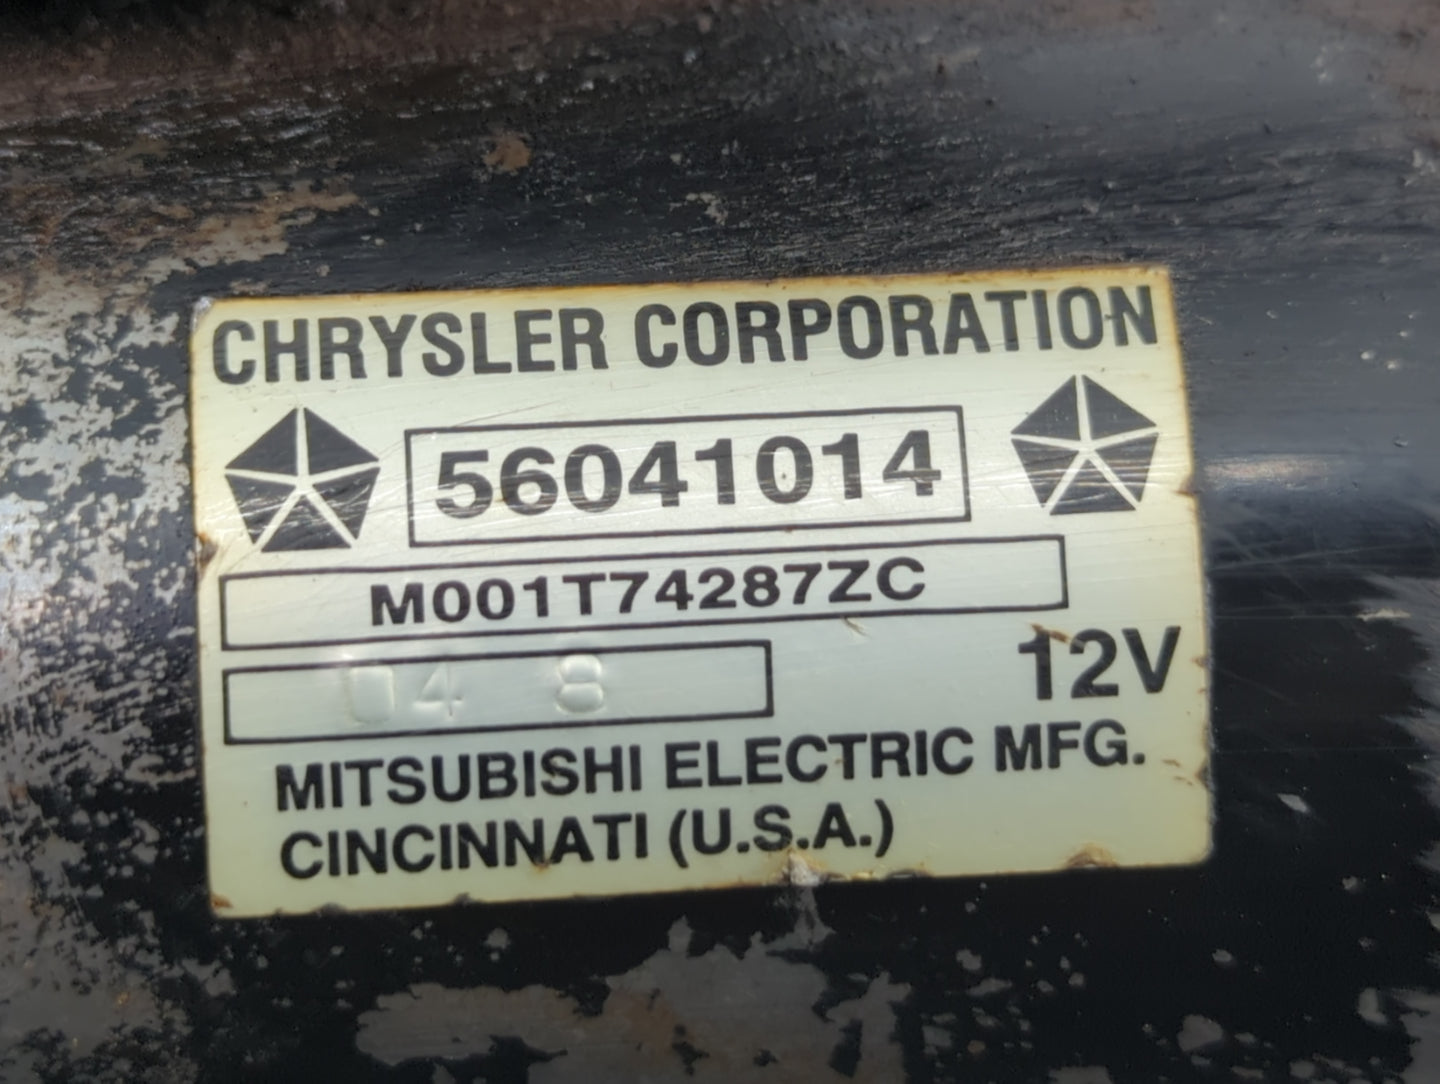 CHRYSLER CORPORATION
56041014
M001T74287ZC
04 8
12V
MITSUBISHI ELECTRIC MFG.
CINCINNATI (U.S.A.)